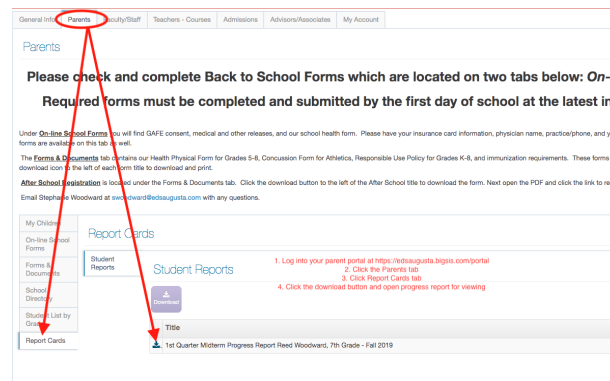 General Info Parents Faculty/Staff Teachers - Courses Admissions Advisors/Associates My Account
Parents
Please check and complete Back to School Forms which are located on two tabs below: On-
Required forms must be completed and submitted by the first day of school at the latest in
Under On-line School Forms you will find GAFE consent, medical and other releases, and our school health form. Please have your insurance card information, physician name, practice/phone, and y
forms are available on this tab as well.
The Forms & Documents tab contains our Health Physical Form for Grades 5-8, Concussion Form for Athletics, Responsible Use Policy for Grades K-8, and immunization requirements. These forms
download icon to the left of each form title to download and print.
After School Registration is located under the Forms & Documents tab. Click the download button to the left of the After School title to download the form. Next open the PDF and click the link to re
Email Stephanie Woodward at swoodward@edsaugusta.com with any questions.
My Children
On-line School
Forms
Forms &
Documents
School
Directory
Student List by
Grade
Report Cards
Report Cards
Student
Reports
Student Reports
1. Log into your parent portal at https://edsaugusta.bigsis.com/portal
2. Click the Parents tab
3. Click Report Cards tab
4. Click the download button and open progress report for viewing
Download
Title
1st Quarter Midterm Progress Report Reed Woodward, 7th Grade - Fall 2019